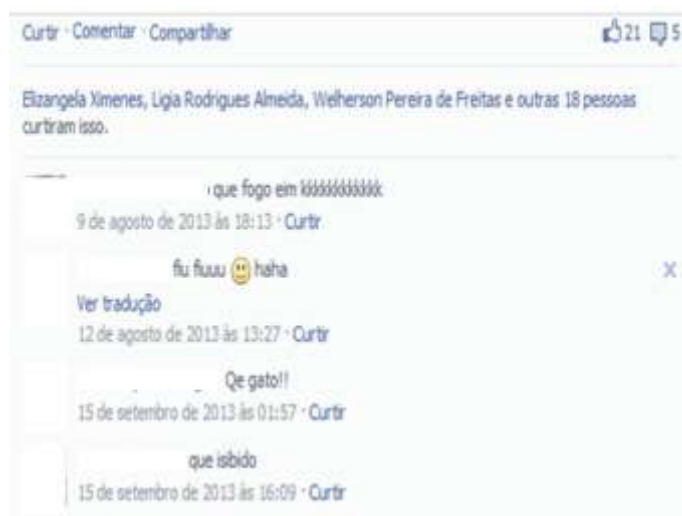 Curtir · Comentar · Compartilhar 21 5
Elizangela Ximenes, Ligia Rodrigues Almeida, Welherson Pereira de Freitas e outras 18 pessoas
curtiram isso.
que fogo eim kkkkkkkkkkkk
9 de agosto de 2013 às 18:13 · Curtir
fiu fiuuu haha
Ver tradução
12 de agosto de 2013 às 13:27 · Curtir
Qe gato!!
15 de setembro de 2013 às 01:57 · Curtir
que isibido
15 de setembro de 2013 às 16:09 · Curtir